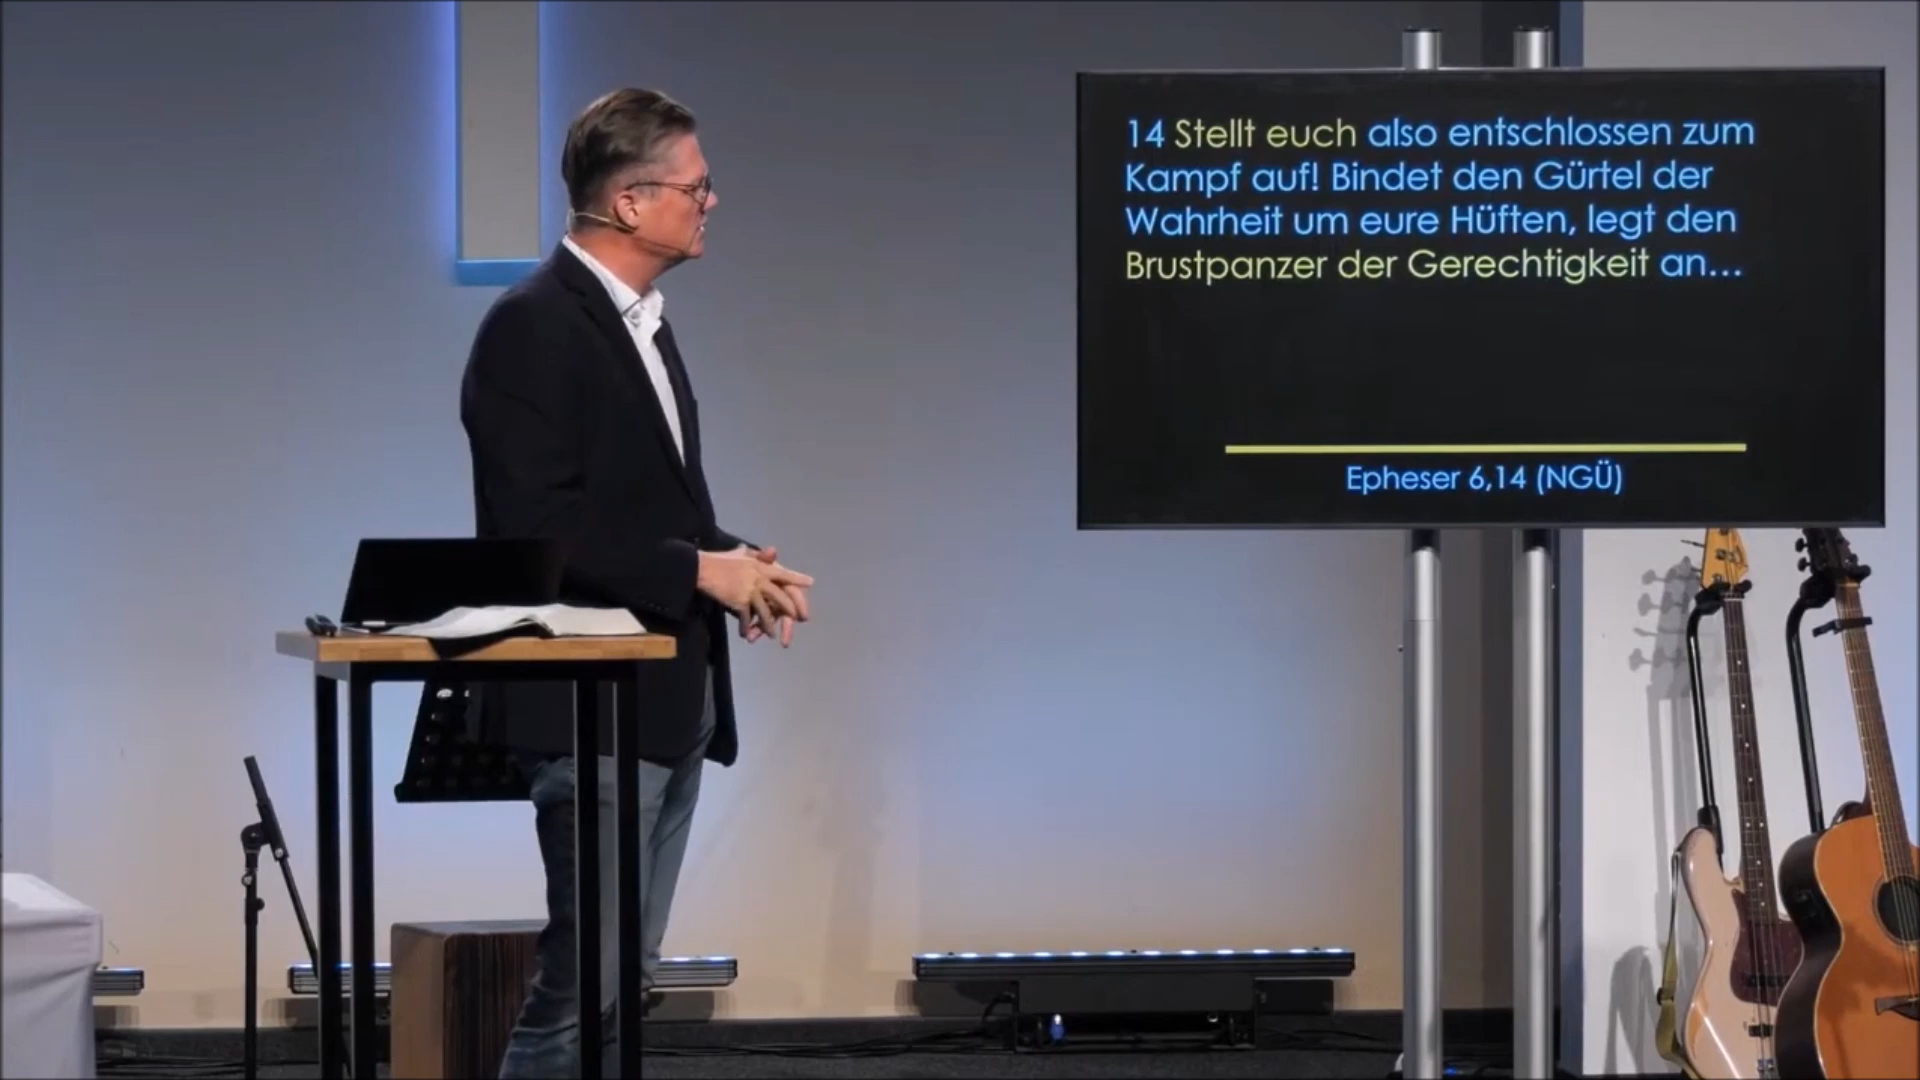 14 Stellt euch also entschlossen zum
Kampf auf! Bindet den Gürtel der
Wahrheit um eure Hüften, legt den
Brustpanzer der Gerechtigkeit an...
Epheser 6,14 (NGÜ)